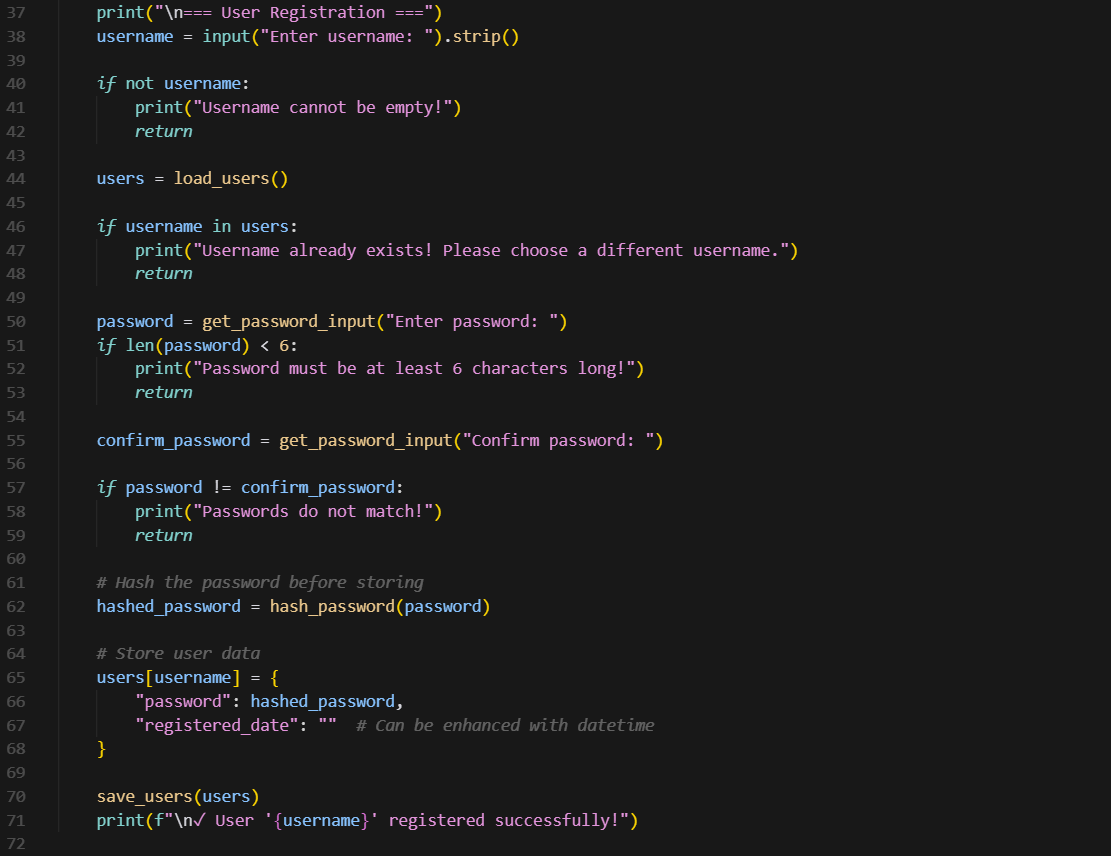 37 print("\n=== User Registration ===")
38 username = input("Enter username: ").strip()
39
40 if not username:
41 print("Username cannot be empty!")
42 return
43
44 users = load_users()
45
46 if username in users:
47 print("Username already exists! Please choose a different username.")
48 return
49
50 password = get_password_input("Enter password: ")
51 if len(password) < 6:
52 print("Password must be at least 6 characters long!")
53 return
54
55 confirm_password = get_password_input("Confirm password: ")
56
57 if password != confirm_password:
58 print("Passwords do not match!")
59 return
60
61 # Hash the password before storing
62 hashed_password = hash_password(password)
63
64 # Store user data
65 users[username] = {
66 "password": hashed_password,
67 "registered_date": "" # Can be enhanced with datetime
68 }
69
70 save_users(users)
71 print(f"\n✓ User '{username}' registered successfully!")
72